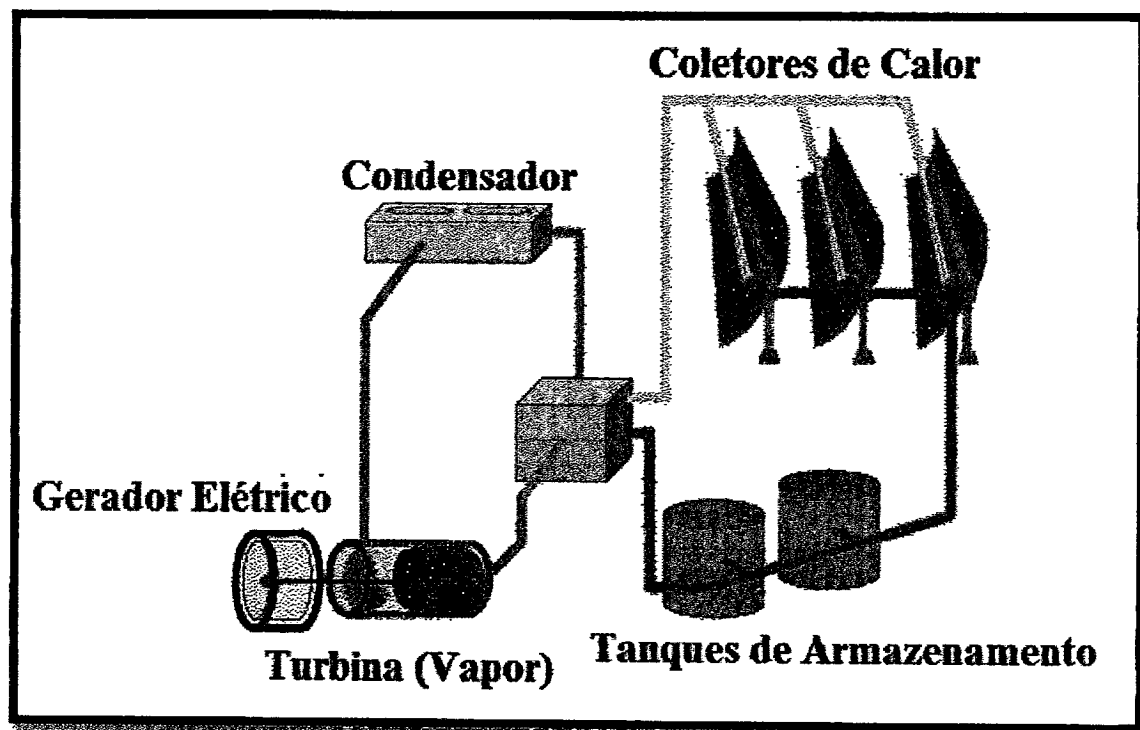 Coletores de Calor
Condensador
Gerador Elétrico
Turbina (Vapor)
Tanques de Armazenamento